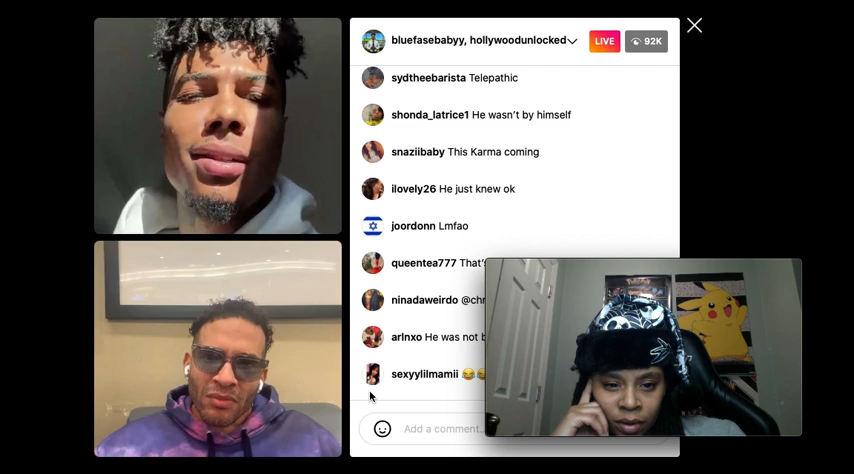 bluefasebabyy, hollywoodunlocked
LIVE
92K
sydtheebarista Telepathic
shonda_latrice1 He wasn't by himself
snaziibaby This Karma coming
ilovely26 He just knew ok
joordonn Lmfao
queentea777 That's
ninadaweirdo @chr
arlnxo He was not b
sexyylilmamii 😂😂
Add a comment...